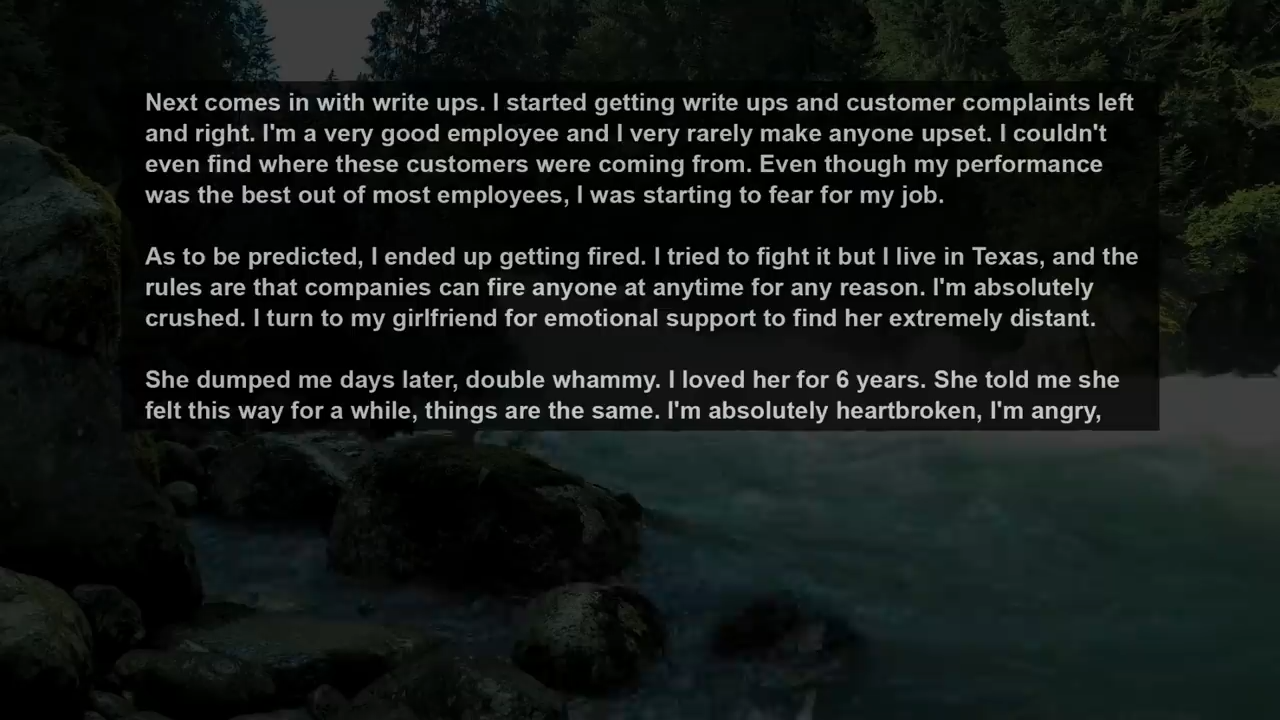 Next comes in with write ups. I started getting write ups and customer complaints left
and right. I'm a very good employee and I very rarely make anyone upset. I couldn't
even find where these customers were coming from. Even though my performance
was the best out of most employees, I was starting to fear for my job.
As to be predicted, I ended up getting fired. I tried to fight it but I live in Texas, and the
rules are that companies can fire anyone at anytime for any reason. I'm absolutely
crushed. I turn to my girlfriend for emotional support to find her extremely distant.
She dumped me days later, double whammy. I loved her for 6 years. She told me she
felt this way for a while, things are the same. I'm absolutely heartbroken, I'm angry,